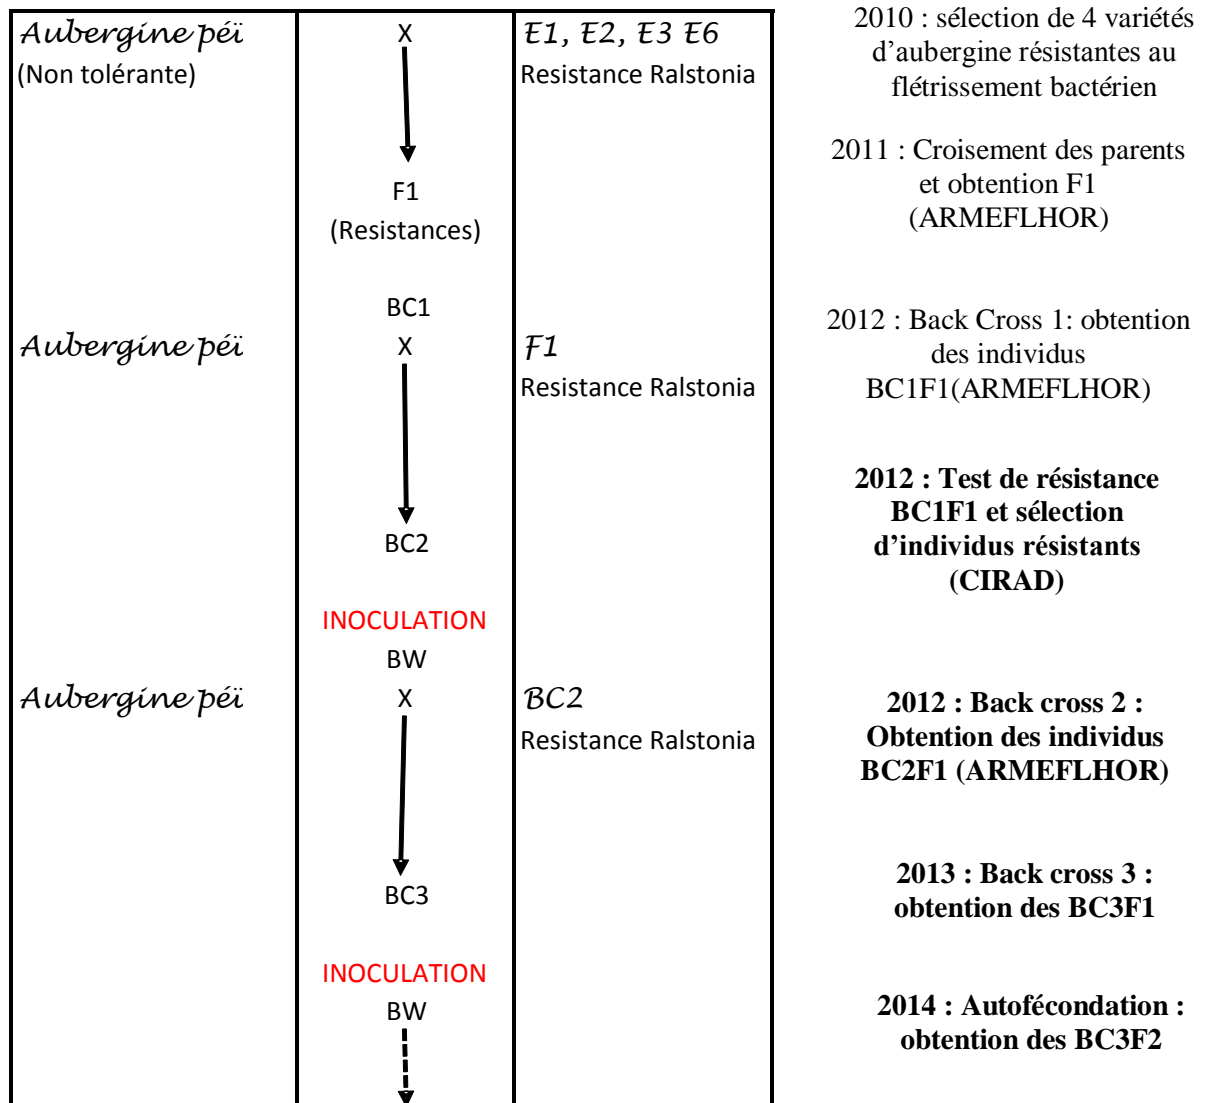 Aubergine péï
X
E1, E2, E3 E6
(Non tolérante)
Resistance Ralstonia
F1
(Resistances)
BC1
Aubergine péï
X
F1
Resistance Ralstonia
BC2
INOCULATION
BW
Aubergine péï
X
BC2
Resistance Ralstonia
BC3
INOCULATION
BW
2010 : sélection de 4 variétés
d’aubergine résistantes au
flétrissement bactérien
2011 : Croisement des parents
et obtention F1
(ARMEFLHOR)
2012 : Back Cross 1: obtention
des individus
BC1F1(ARMEFLHOR)
2012 : Test de résistance
BC1F1 et sélection
d’individus résistants
(CIRAD)
2012 : Back cross 2 :
Obtention des individus
BC2F1 (ARMEFLHOR)
2013 : Back cross 3 :
obtention des BC3F1
2014 : Autofécondation :
obtention des BC3F2